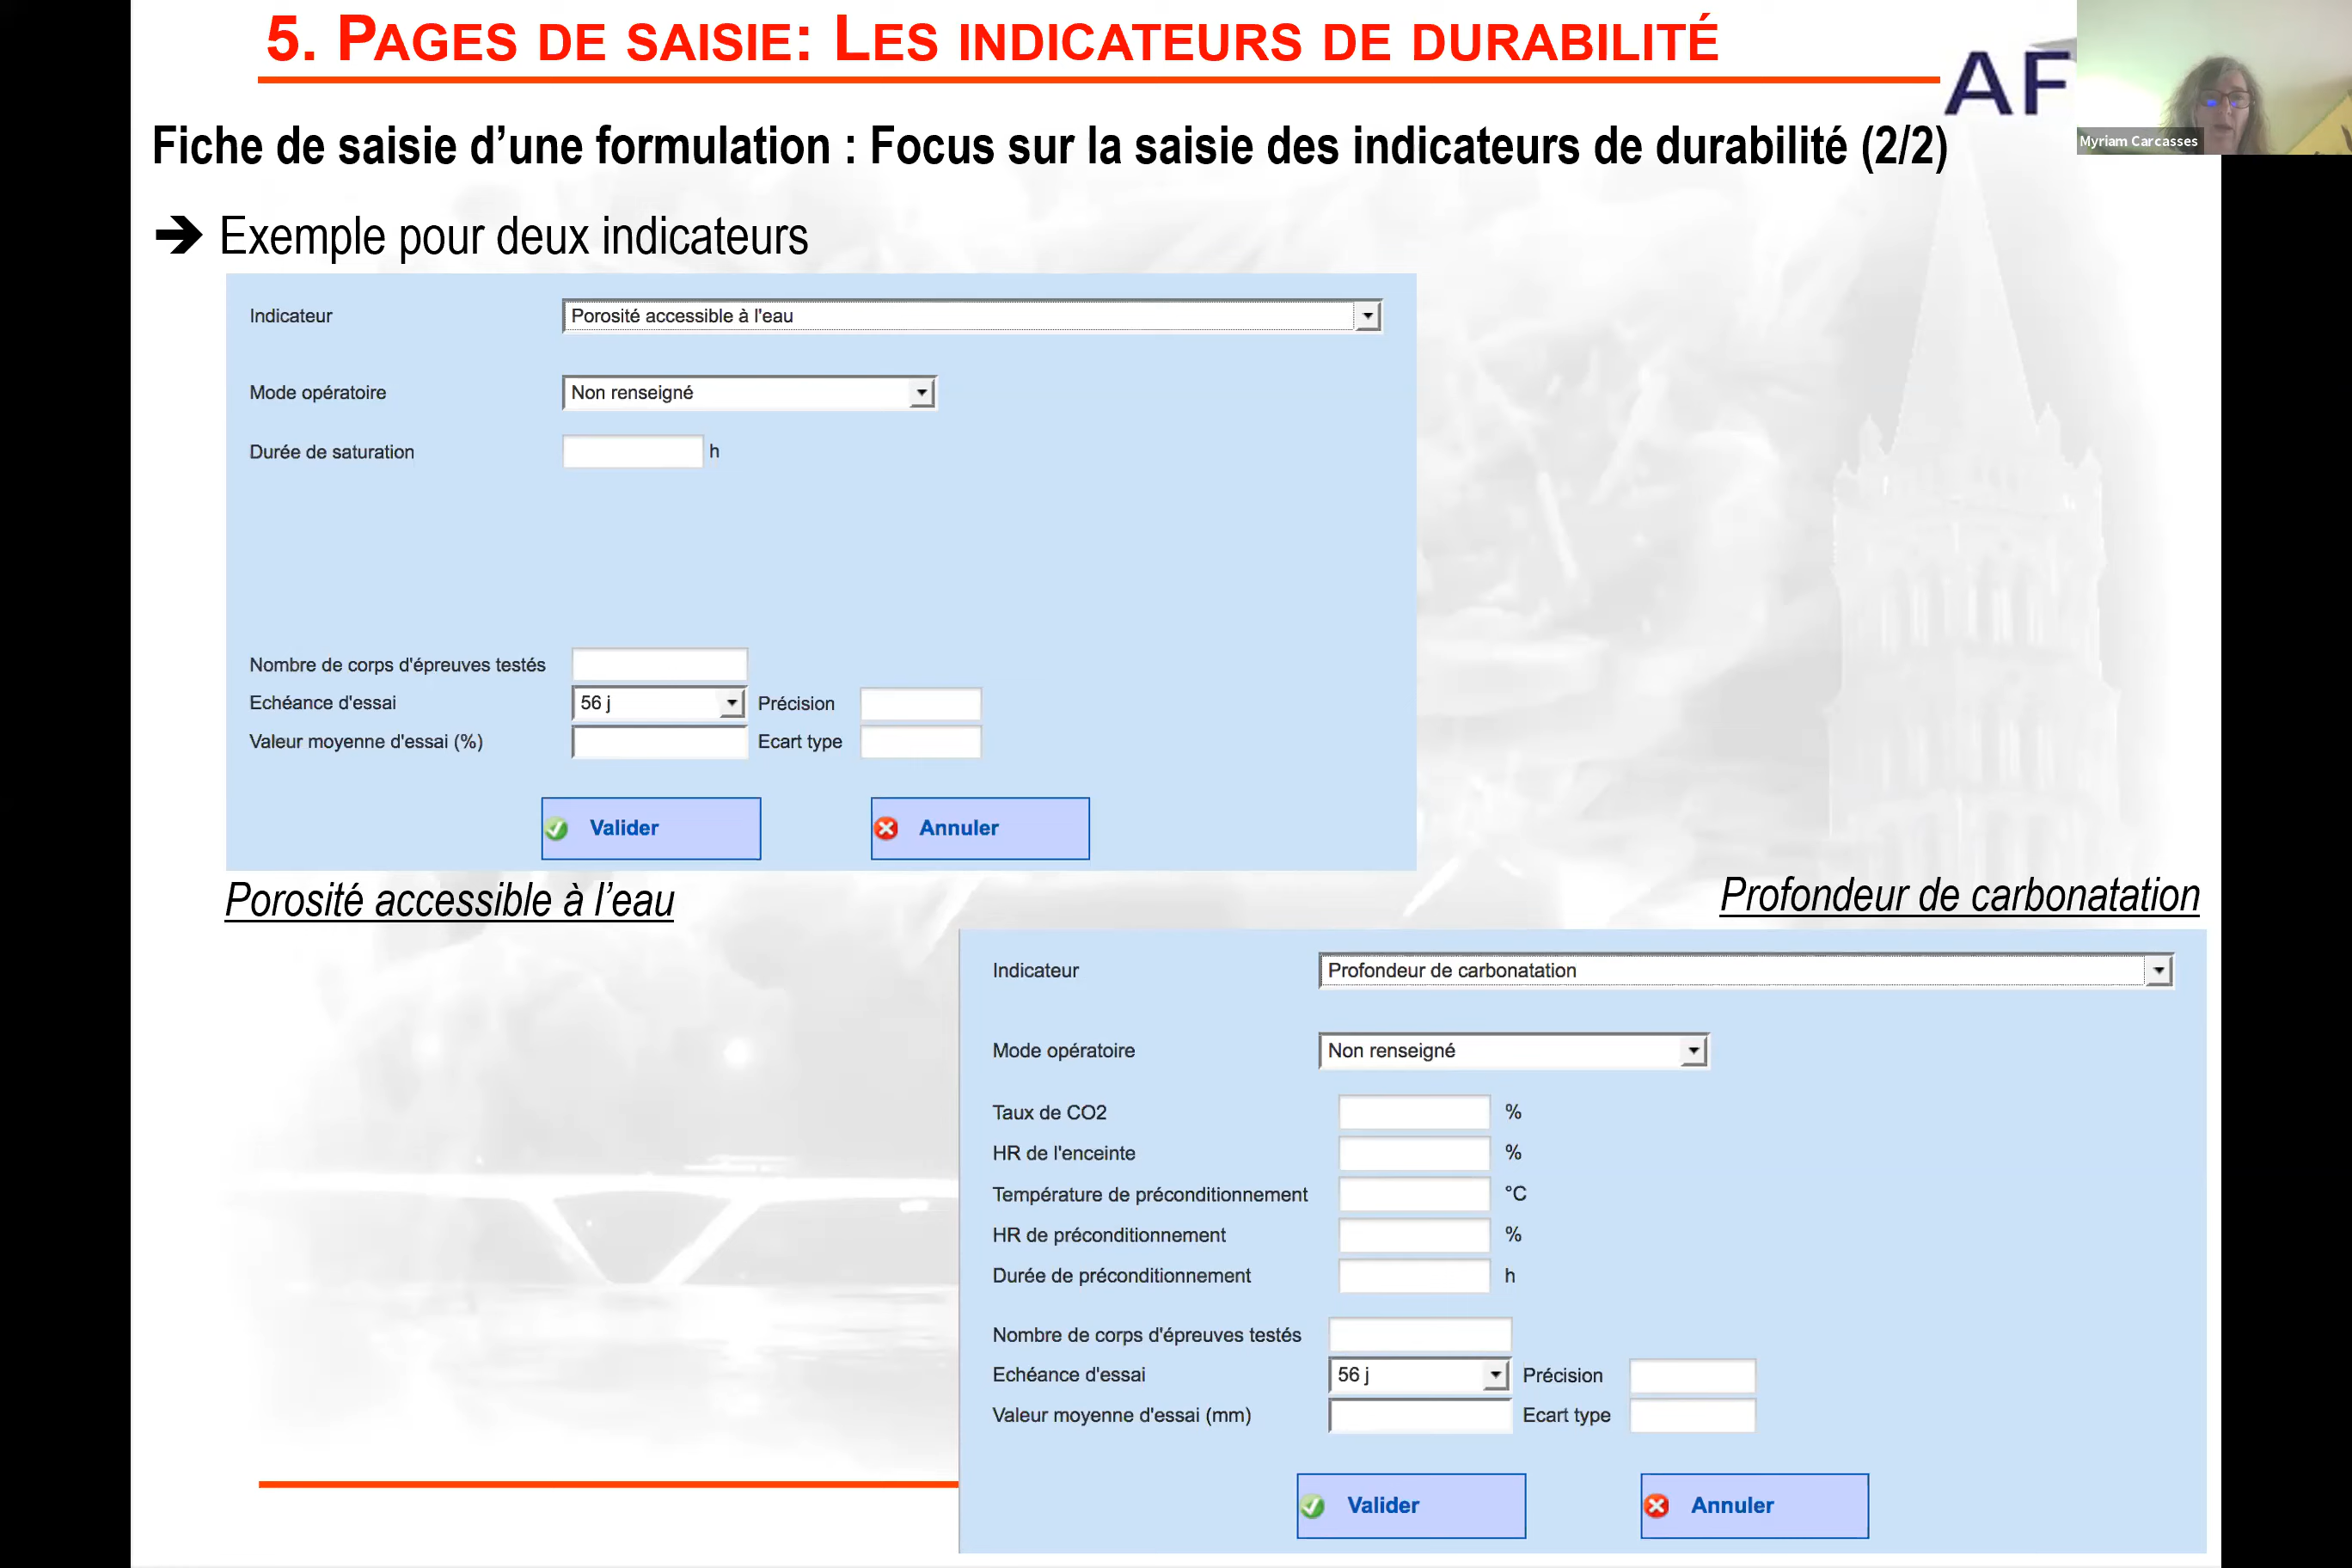 5. PAGES DE SAISIE: LES INDICATEURS DE DURABILITÉ
AF
Myriam Carcasses
Fiche de saisie d’une formulation : Focus sur la saisie des indicateurs de durabilité (2/2)
➔ Exemple pour deux indicateurs
Indicateur Porosité accessible à l'eau
Mode opératoire Non renseigné
Durée de saturation h
Nombre de corps d'épreuves testés
Echéance d'essai 56 j Précision
Valeur moyenne d'essai (%) Ecart type
Valider Annuler
Porosité accessible à l’eau
Profondeur de carbonatation
Indicateur Profondeur de carbonatation
Mode opératoire Non renseigné
Taux de CO2 %
HR de l'enceinte %
Température de préconditionnement °C
HR de préconditionnement %
Durée de préconditionnement h
Nombre de corps d'épreuves testés
Echéance d'essai 56 j Précision
Valeur moyenne d'essai (mm) Ecart type
Valider Annuler